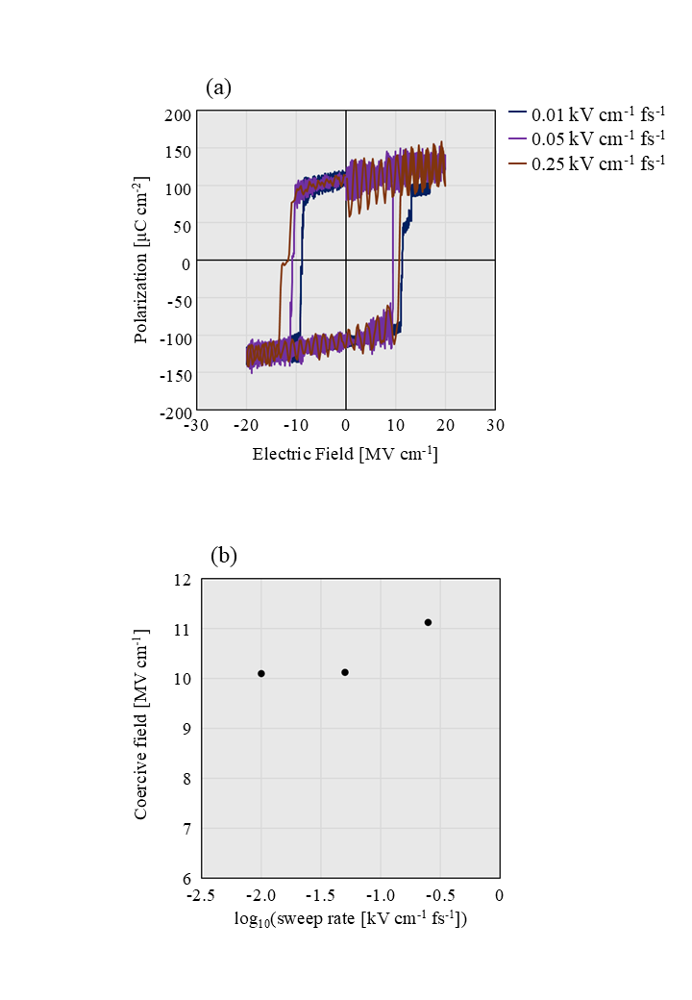 (a)
200
150
100
50
0
-50
-100
-150
-200
-30 -20 -10 0 10 20 30
Polarization [μC cm⁻²]
Electric Field [MV cm⁻¹]
0.01 kV cm⁻¹ fs⁻¹
0.05 kV cm⁻¹ fs⁻¹
0.25 kV cm⁻¹ fs⁻¹
(b)
12
11
10
9
8
7
6
-2.5 -2.0 -1.5 -1.0 -0.5 0
Coercive field [MV cm⁻¹]
log₁₀(sweep rate [kV cm⁻¹ fs⁻¹])